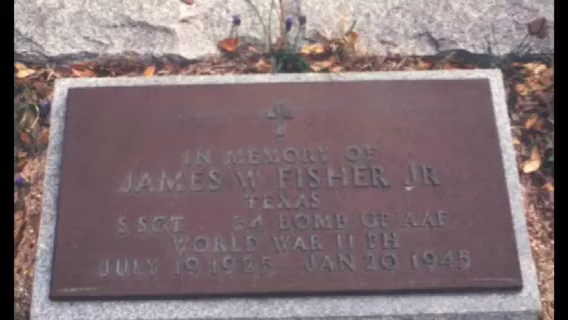 IN MEMORY OF
JAMES W FISHER JR
TEXAS
S SGT 34 BOMB GP AAF
WORLD WAR II PH
JULY 19 1925 JAN 20 1945